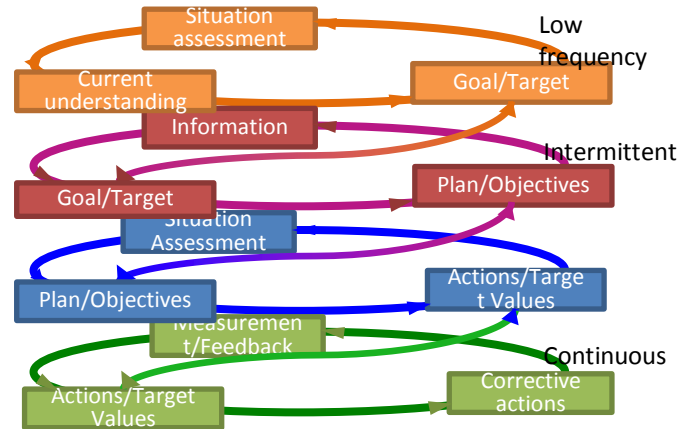 Situation
assessment
Low
frequency
Current
understanding
Goal/Target
Information
Intermittent
Goal/Target
Plan/Objectives
Situation
Assessment
Plan/Objectives
Actions/Targe
t Values
Measuremen
t/Feedback
Continuous
Actions/Target
Values
Corrective
actions